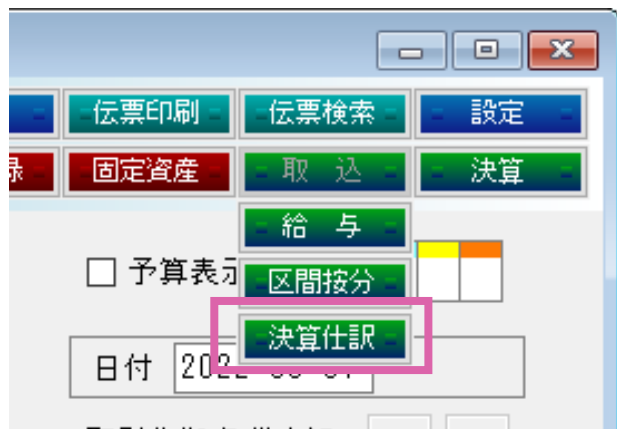 伝票印刷 伝票検索 設定
録 固定資産 取込 決算
給与
□ 予算表示 区間按分
決算仕訳
日付 2022